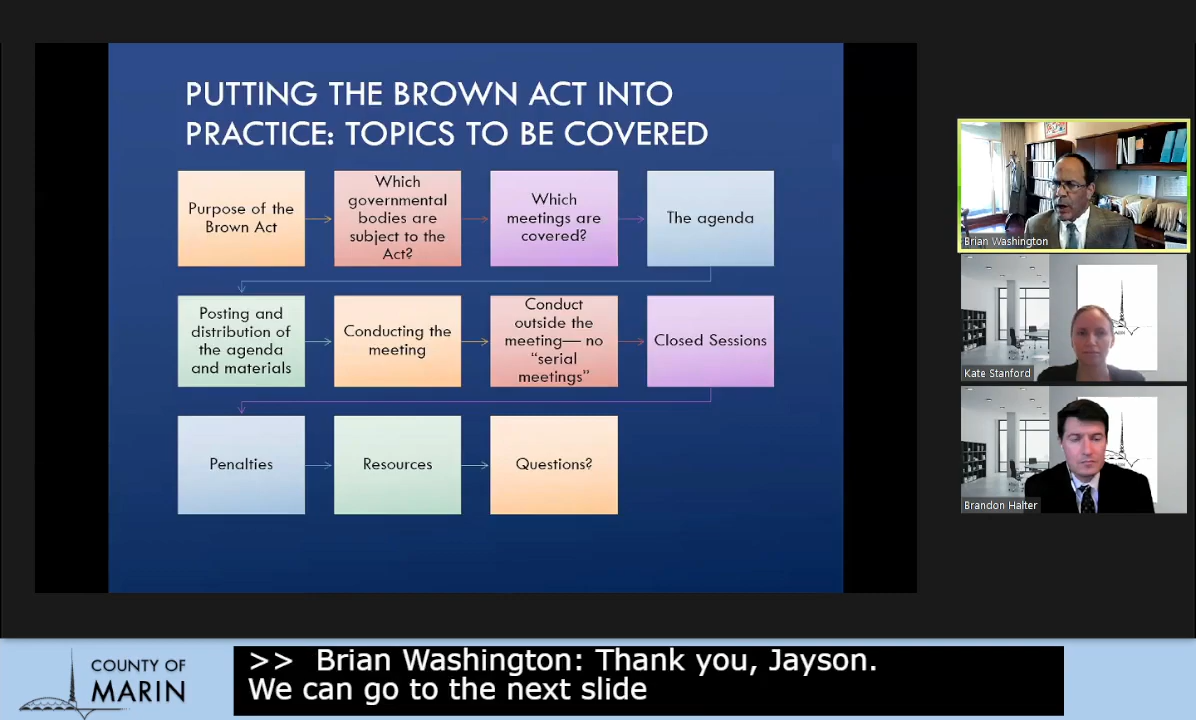 PUTTING THE BROWN ACT INTO
PRACTICE: TOPICS TO BE COVERED
Purpose of the
Brown Act
Which
governmental
bodies are
subject to the
Act?
Which
meetings are
covered?
The agenda
Posting and
distribution of
the agenda
and materials
Conducting the
meeting
Conduct
outside the
meeting— no
“serial
meetings”
Closed Sessions
Penalties
Resources
Questions?
Brian Washington
Kate Stanford
Brandon Halter
COUNTY OF
MARIN
>> Brian Washington: Thank you, Jayson.
We can go to the next slide